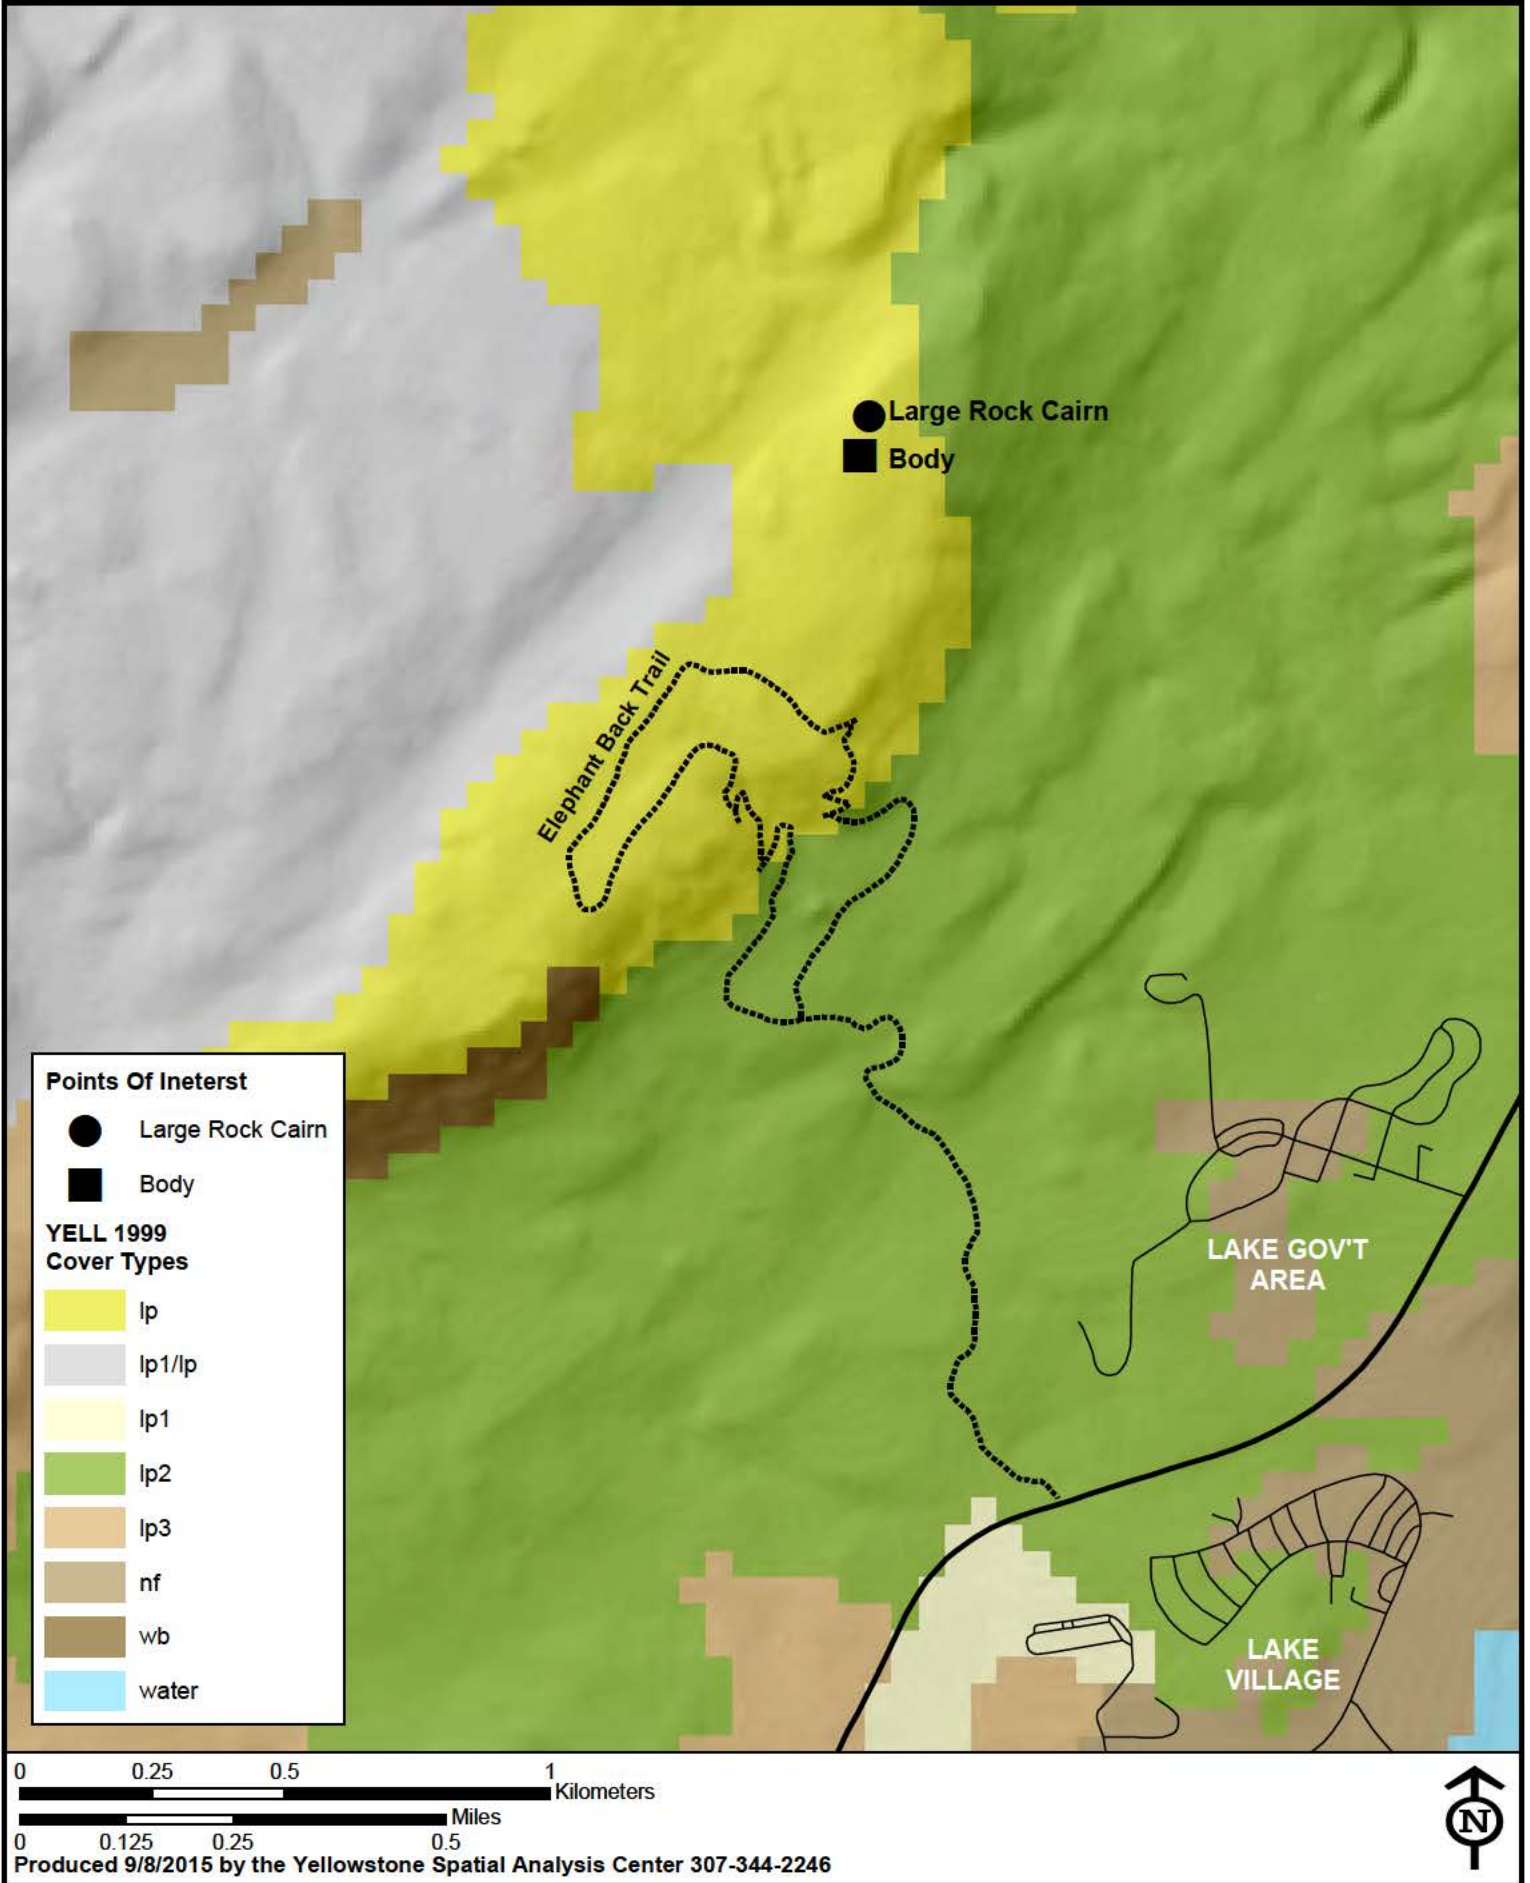 Large Rock Cairn
Body
Elephant Back Trail
LAKE GOV'T
AREA
LAKE
VILLAGE
Points Of Ineterst
Large Rock Cairn
Body
YELL 1999
Cover Types
lp
lp1/lp
lp1
lp2
lp3
nf
wb
water
0 0.25 0.5 1
Kilometers
Miles
0 0.125 0.25 0.5
N
Produced 9/8/2015 by the Yellowstone Spatial Analysis Center 307-344-2246